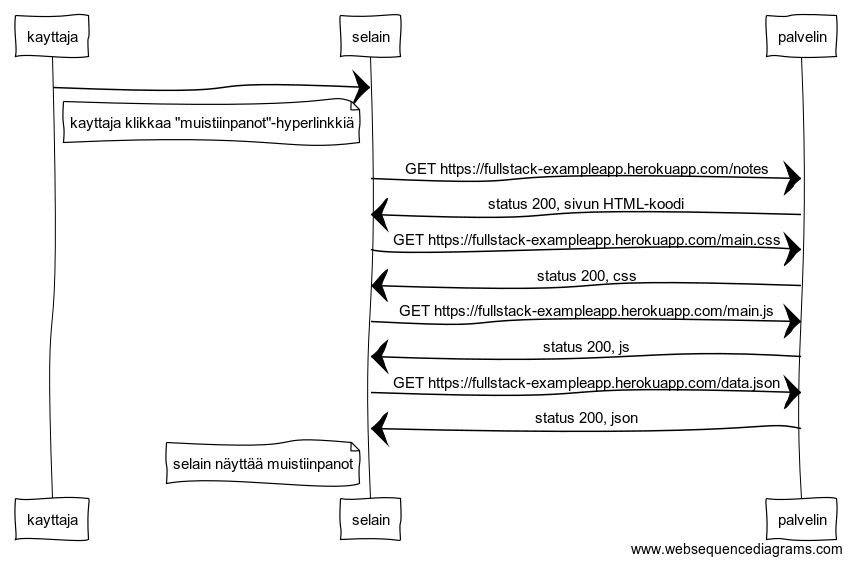 kayttaja
selain
palvelin
kayttaja klikkaa "muistiinpanot"-hyperlinkkiä
GET https://fullstack-exampleapp.herokuapp.com/notes
status 200, sivun HTML-koodi
GET https://fullstack-exampleapp.herokuapp.com/main.css
status 200, css
GET https://fullstack-exampleapp.herokuapp.com/main.js
status 200, js
GET https://fullstack-exampleapp.herokuapp.com/data.json
status 200, json
selain näyttää muistiinpanot
kayttaja
selain
palvelin
www.websequencediagrams.com